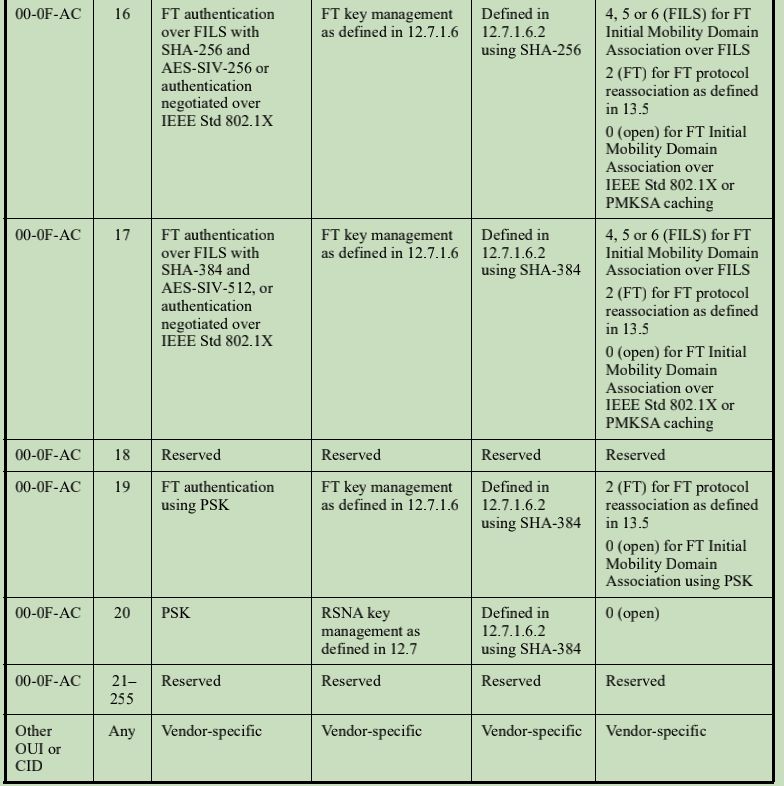 00-0F-AC
16
FT authentication
over FILS with
SHA-256 and
AES-SIV-256 or
authentication
negotiated over
IEEE Std 802.1X
FT key management
as defined in 12.7.1.6
Defined in
12.7.1.6.2
using SHA-256
4, 5 or 6 (FILS) for FT
Initial Mobility Domain
Association over FILS
2 (FT) for FT protocol
reassociation as defined
in 13.5
0 (open) for FT Initial
Mobility Domain
Association over
IEEE Std 802.1X or
PMKSA caching
00-0F-AC
17
FT authentication
over FILS with
SHA-384 and
AES-SIV-512, or
authentication
negotiated over
IEEE Std 802.1X
FT key management
as defined in 12.7.1.6
Defined in
12.7.1.6.2
using SHA-384
4, 5 or 6 (FILS) for FT
Initial Mobility Domain
Association over FILS
2 (FT) for FT protocol
reassociation as defined
in 13.5
0 (open) for FT Initial
Mobility Domain
Association over
IEEE Std 802.1X or
PMKSA caching
00-0F-AC
18
Reserved
Reserved
Reserved
Reserved
00-0F-AC
19
FT authentication
using PSK
FT key management
as defined in 12.7.1.6
Defined in
12.7.1.6.2
using SHA-384
2 (FT) for FT protocol
reassociation as defined
in 13.5
0 (open) for FT Initial
Mobility Domain
Association using PSK
00-0F-AC
20
PSK
RSNA key
management as
defined in 12.7
Defined in
12.7.1.6.2
using SHA-384
0 (open)
00-0F-AC
21–
255
Reserved
Reserved
Reserved
Reserved
Other
OUI or
CID
Any
Vendor-specific
Vendor-specific
Vendor-specific
Vendor-specific